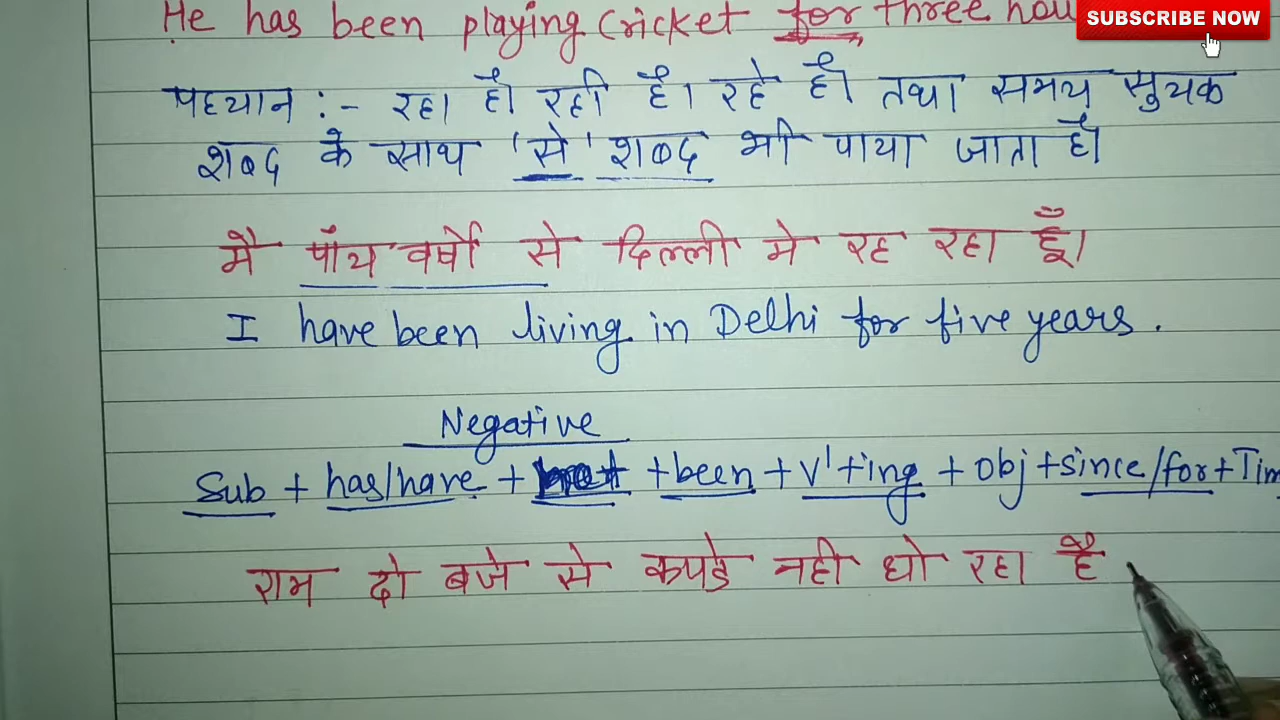 He has been playing Cricket for three hou
SUBSCRIBE NOW
पहचान :- रहा है। रही है। रहे है। तथा समय सुचक
शब्द के साथ 'से' शब्द भी पाया जाता है।
मै पाँच वर्षों से दिल्ली मे रह रहा हूँ।
I have been living in Delhi for five years.
Negative
Sub + has/have + not + been + V¹+ing + obj + since/for + Tim
राम दो बजे से कपडे नही धो रहा है